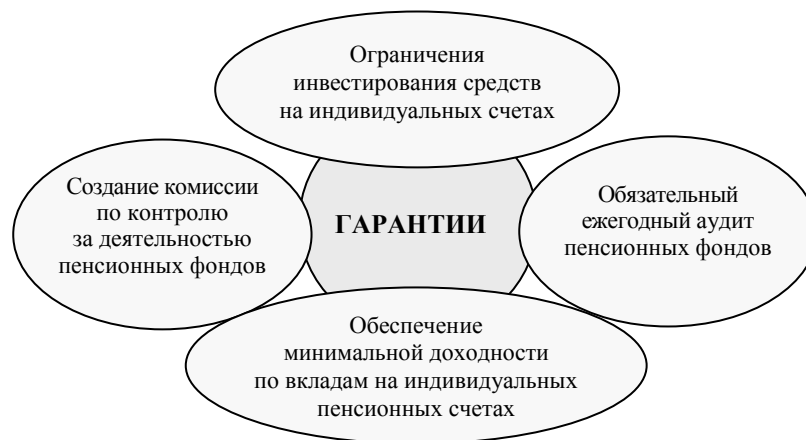 Ограничения
инвестирования средств
на индивидуальных счетах
Создание комиссии
по контролю
за деятельностью
пенсионных фондов
ГАРАНТИИ
Обязательный
ежегодный аудит
пенсионных фондов
Обеспечение
минимальной доходности
по вкладам на индивидуальных
пенсионных счетах